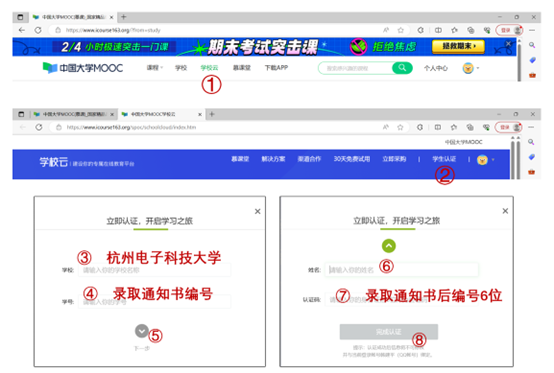 中国大学MOOC(慕课)_国家精品
https://www.icourse163.org/?from=study
登录
2/4 小时极速突击一门课 期末考试突击课 拒绝焦虑 拯救期末
中国大学MOOC 课程 学校 学校云 慕课堂 下载APP 搜索感兴趣的课程 个人中心
①
中国大学MOOC(慕课)_国家精品 中国大学MOOC学校云
https://www.icourse163.org/spoc/schoolcloud/index.htm
登录
中国大学MOOC
学校云 | 建设你的专属在线教育平台 慕课堂 解决方案 渠道合作 30天免费试用 立即采购 | 学生认证 |
②
立即认证，开启学习之旅
③ 杭州电子科技大学
学校: 请输入你的学校名称
④ 录取通知书编号
学号: 请输入你的学号
⑤
下一步
立即认证，开启学习之旅
姓名: 请输入你的姓名
⑥
⑦ 录取通知书后编号6位
认证码:
完成认证
⑧